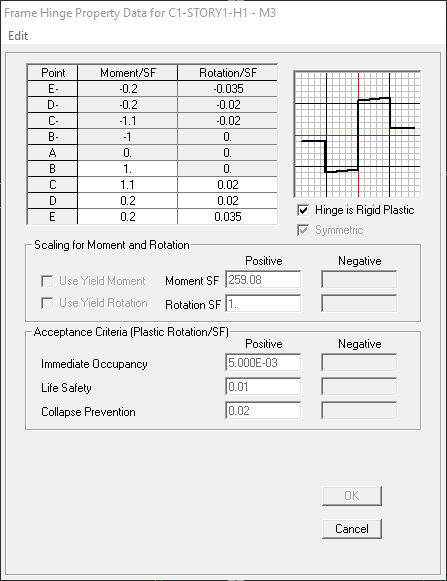 Frame Hinge Property Data for C1-STORY1-H1 - M3
Edit
Point Moment/SF Rotation/SF
E- -0.2 -0.035
D- -0.2 -0.02
C- -1.1 -0.02
B- -1 0.
A 0. 0.
B 1. 0.
C 1.1 0.02
D 0.2 0.02
E 0.2 0.035
Hinge is Rigid Plastic
Symmetric
Scaling for Moment and Rotation
Positive Negative
Use Yield Moment Moment SF 259.08
Use Yield Rotation Rotation SF 1.
Acceptance Criteria (Plastic Rotation/SF)
Positive Negative
Immediate Occupancy 5.000E-03
Life Safety 0.01
Collapse Prevention 0.02
OK
Cancel